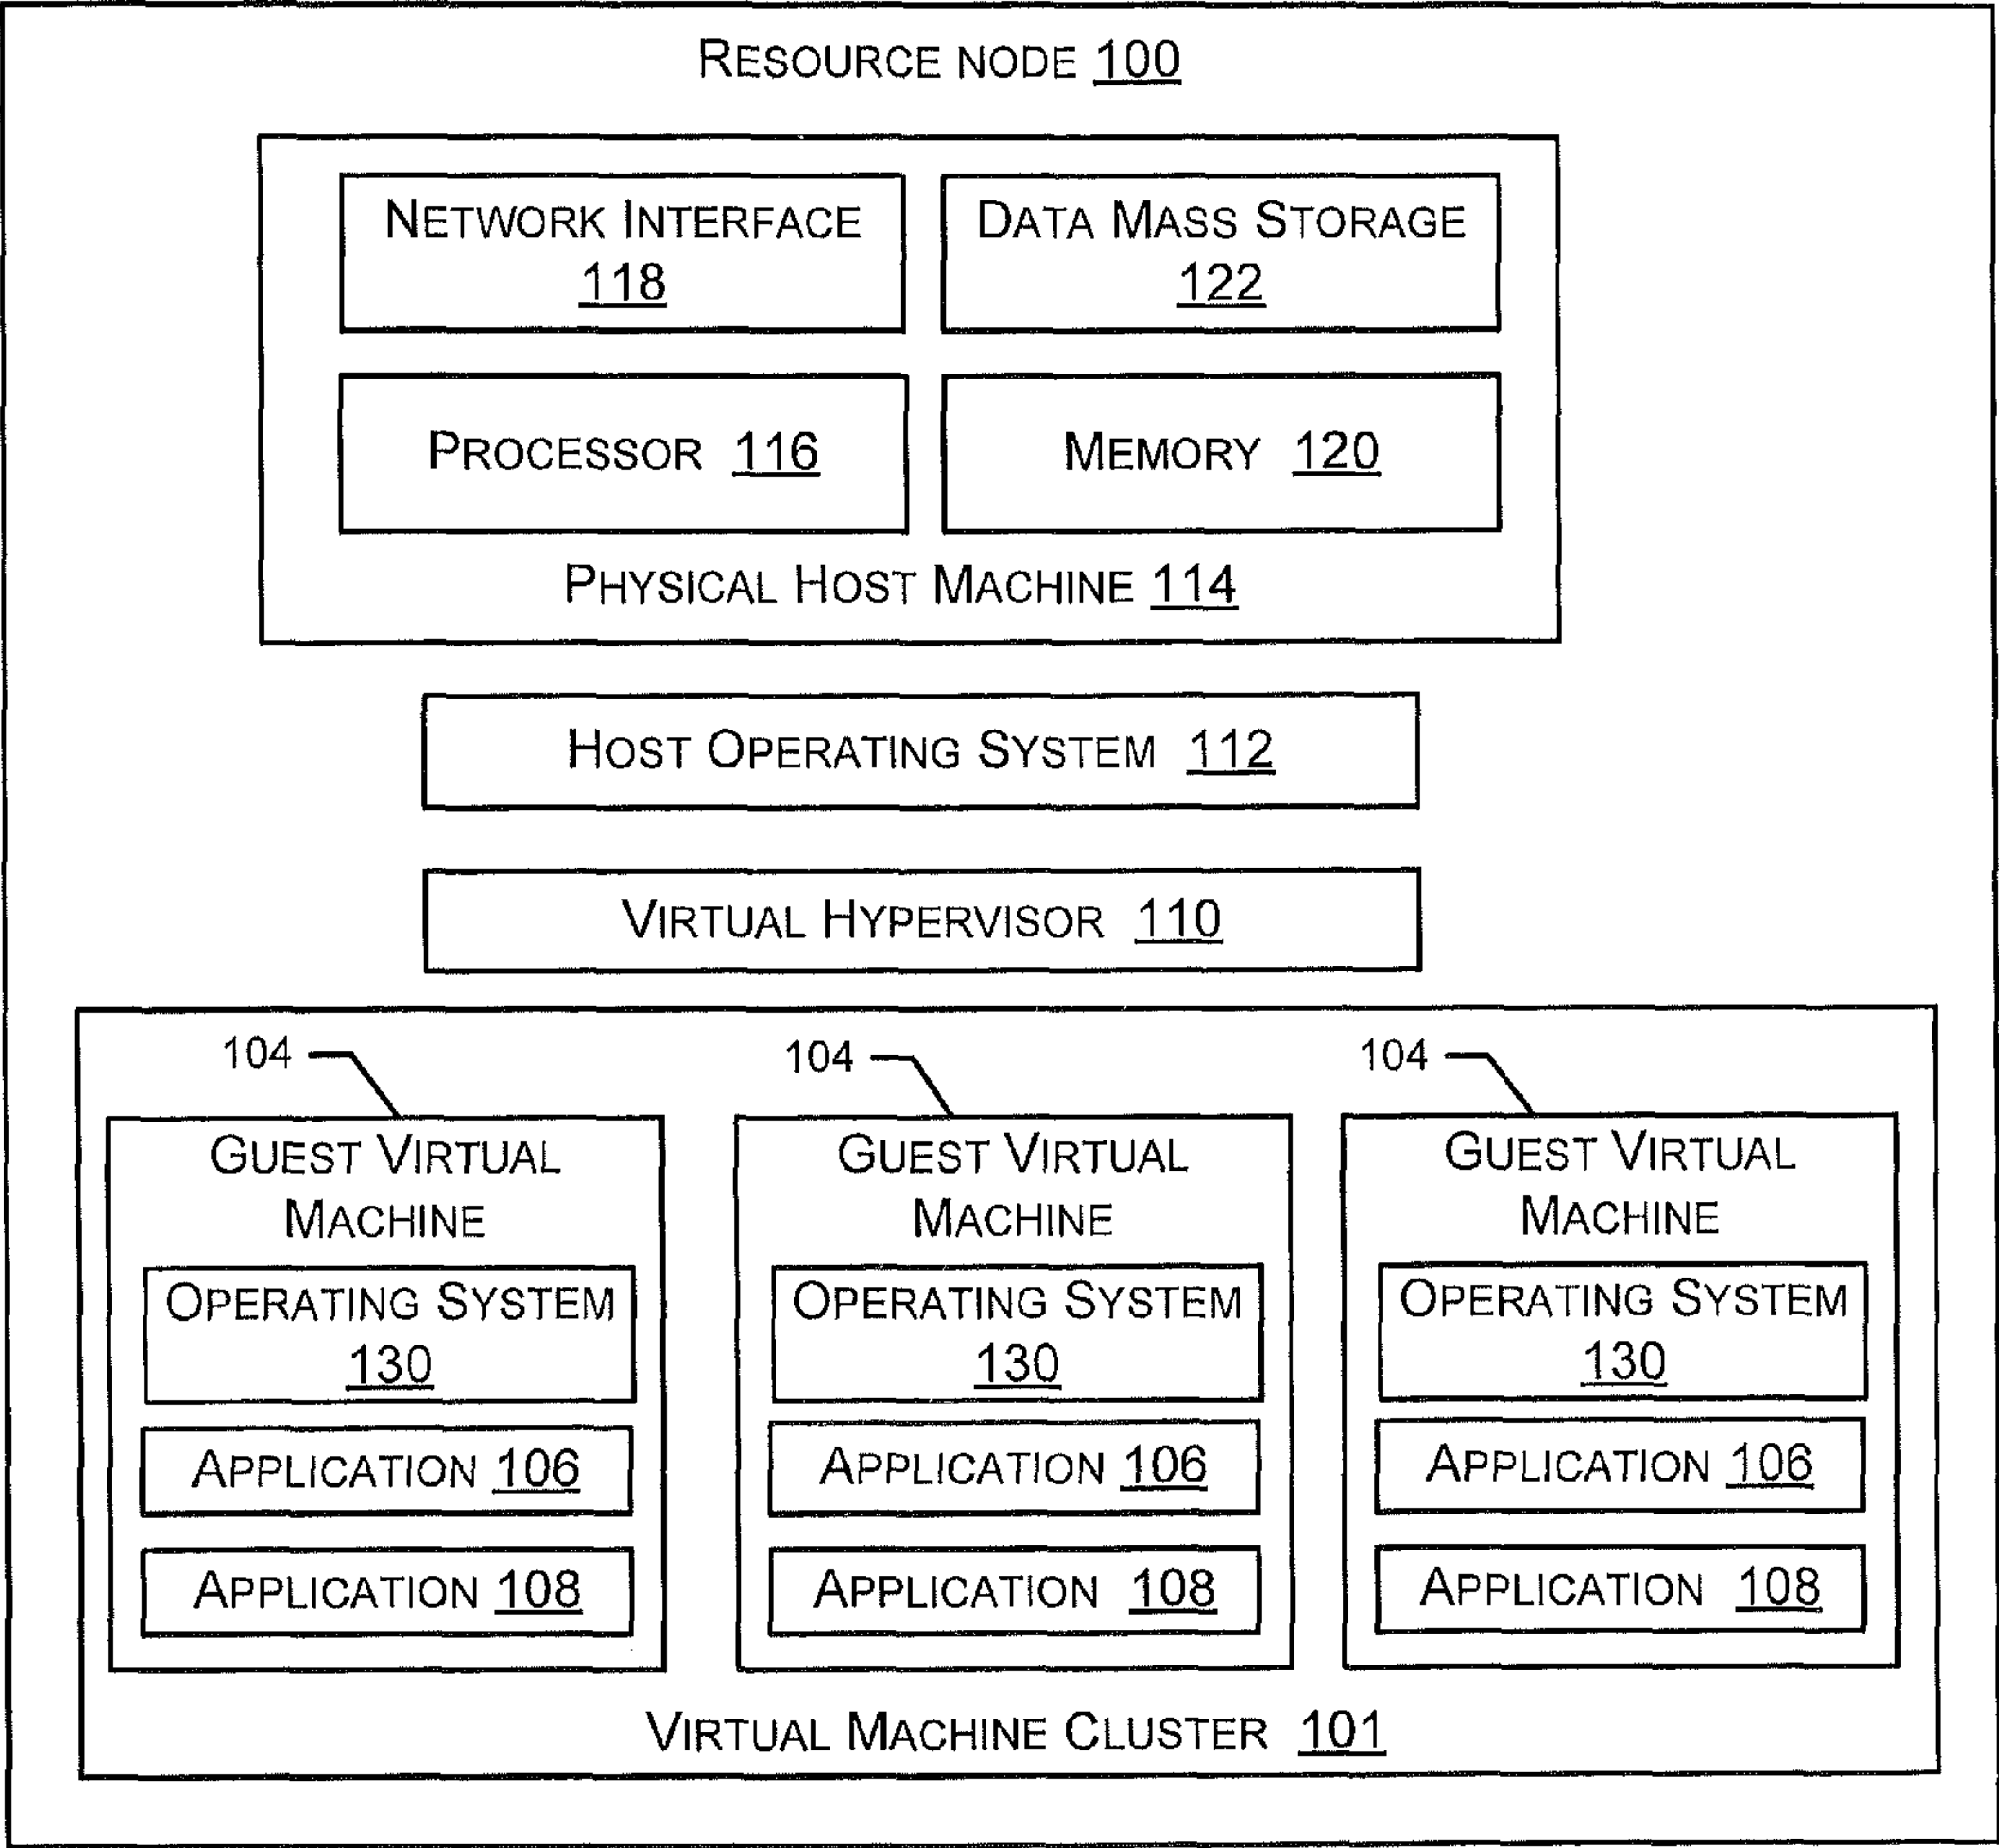 RESOURCE NODE 100
NETWORK INTERFACE
118
DATA MASS STORAGE
122
PROCESSOR 116
MEMORY 120
PHYSICAL HOST MACHINE 114
HOST OPERATING SYSTEM 112
VIRTUAL HYPERVISOR 110
104
GUEST VIRTUAL
MACHINE
OPERATING SYSTEM
130
APPLICATION 106
APPLICATION 108
104
GUEST VIRTUAL
MACHINE
OPERATING SYSTEM
130
APPLICATION 106
APPLICATION 108
104
GUEST VIRTUAL
MACHINE
OPERATING SYSTEM
130
APPLICATION 106
APPLICATION 108
VIRTUAL MACHINE CLUSTER 101